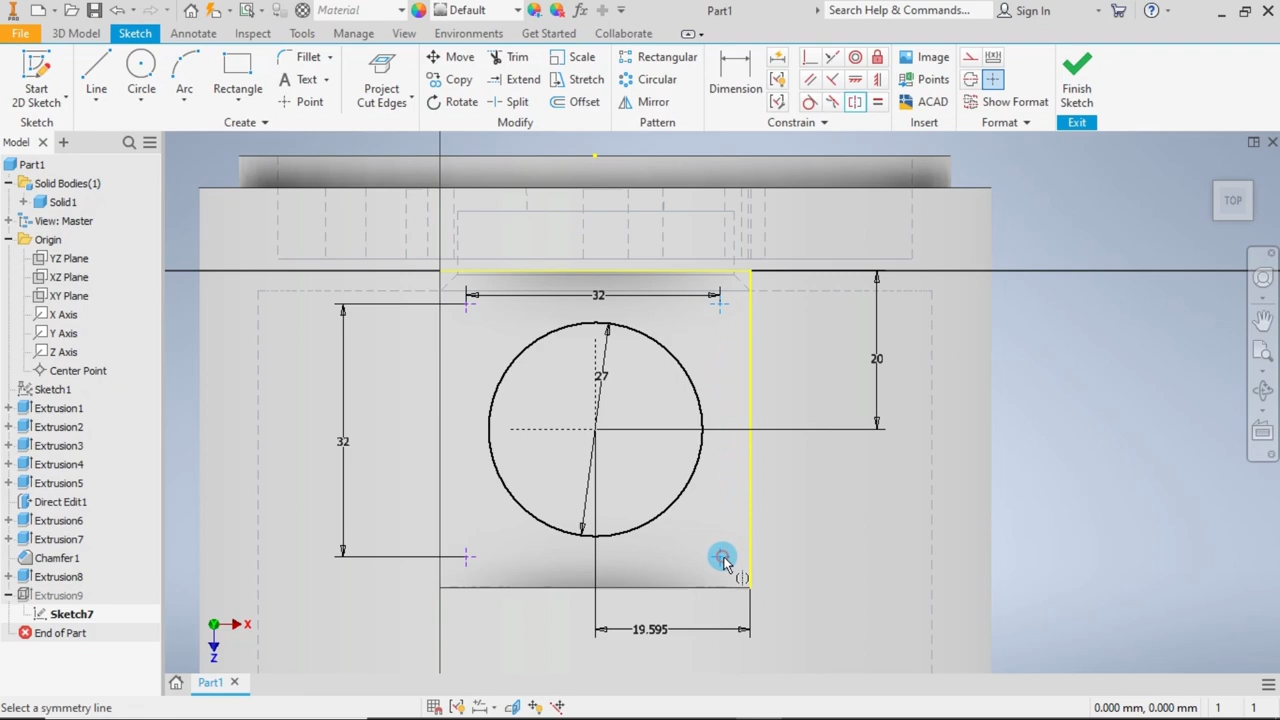 PRO
Material
Default
fx
Part1
Search Help & Commands...
Sign In
File
3D Model
Sketch
Annotate
Inspect
Tools
Manage
View
Environments
Get Started
Collaborate
Start
2D Sketch
Line
Circle
Arc
Rectangle
Fillet
Text
Point
Project
Cut Edges
Move
Copy
Rotate
Trim
Extend
Split
Scale
Stretch
Offset
Rectangular
Circular
Mirror
Dimension
Image
Points
ACAD
Show Format
Finish
Sketch
Sketch
Create
Modify
Pattern
Constrain
Insert
Format
Exit
Model
Part1
Solid Bodies(1)
Solid1
View: Master
Origin
YZ Plane
XZ Plane
XY Plane
X Axis
Y Axis
Z Axis
Center Point
Sketch1
Extrusion1
Extrusion2
Extrusion3
Extrusion4
Extrusion5
Direct Edit1
Extrusion6
Extrusion7
Chamfer1
Extrusion8
Extrusion9
Sketch7
End of Part
TOP
32
27
20
32
19.595
X
Z
Part1
Select a symmetry line
0.000 mm, 0.000 mm
1
1